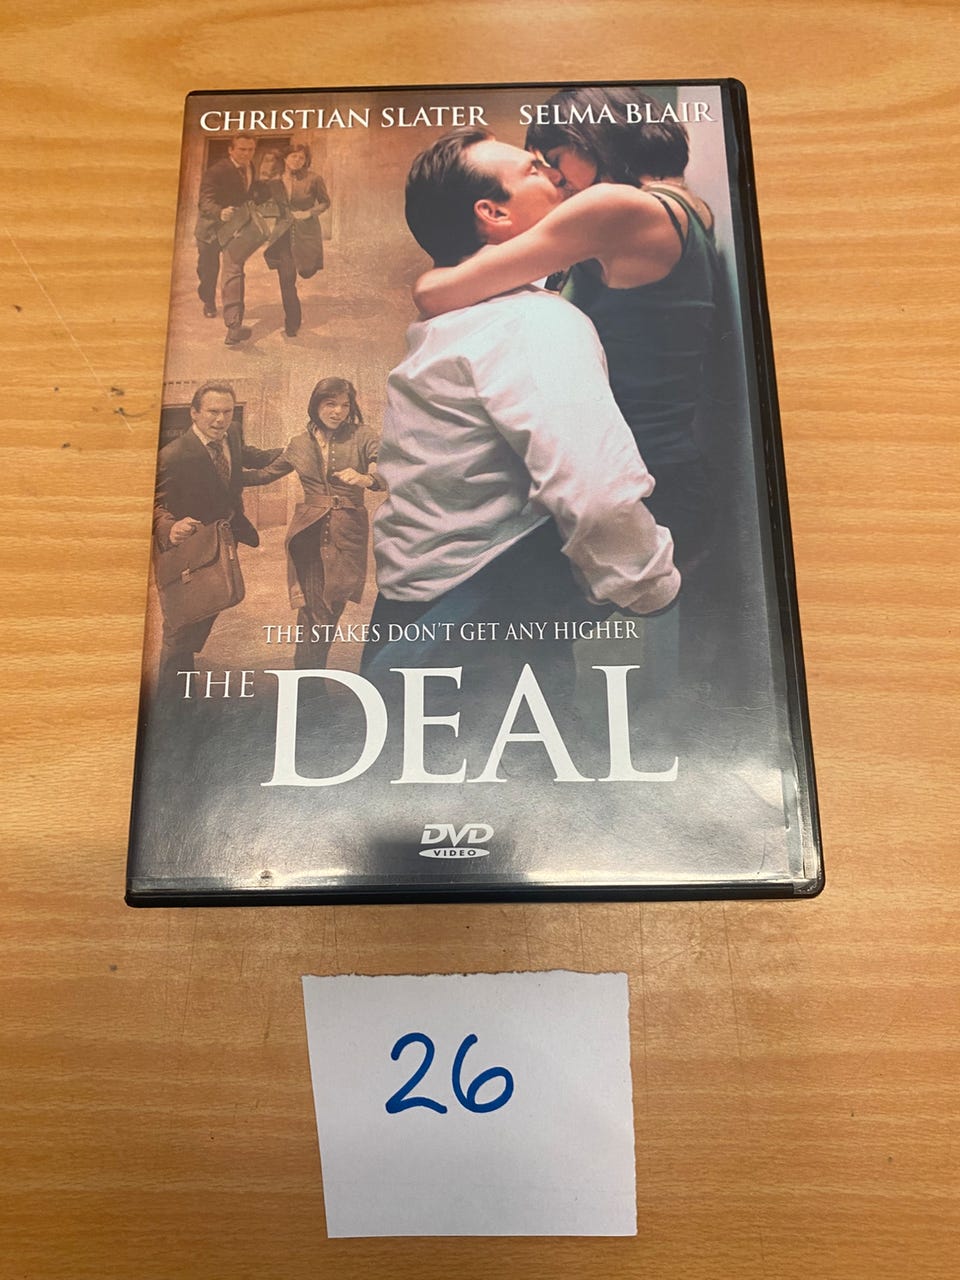 CHRISTIAN SLATER SELMA BLAIR
THE STAKES DON'T GET ANY HIGHER
THE DEAL
DVD
VIDEO
26